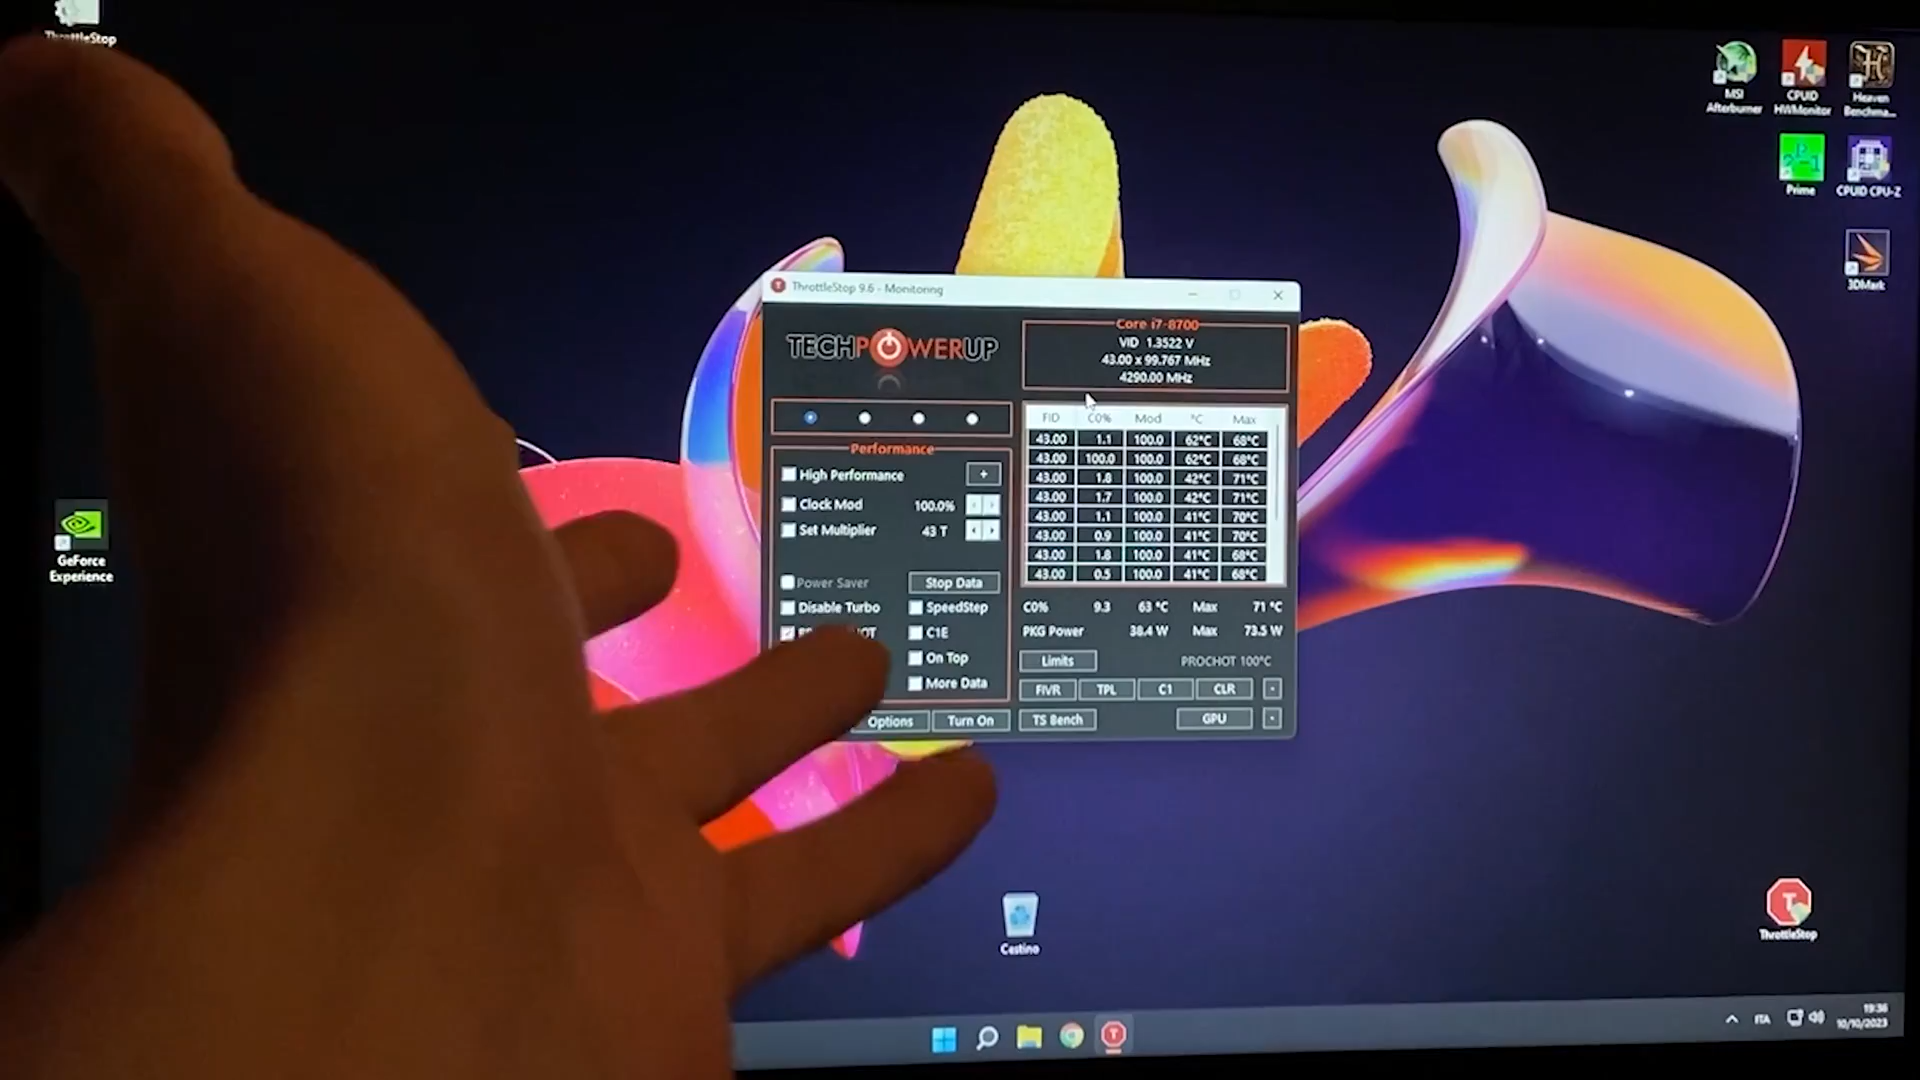 ThrottleStop
MSI
Afterburner
CPUID
HWMonitor
Heaven
Benchma...
Prime
CPUID CPU-Z
3DMark
GeForce
Experience
ThrottleStop 9.6 - Monitoring
TECHPOWERUP
Core i7-8700
VID 1.3522 V
43.00 x 99.767 MHz
4290.00 MHz
FID C0% Mod °C Max
43.00 1.1 100.0 62°C 68°C
43.00 100.0 100.0 62°C 68°C
43.00 1.8 100.0 42°C 71°C
43.00 1.7 100.0 42°C 71°C
43.00 1.1 100.0 41°C 70°C
43.00 0.9 100.0 41°C 70°C
43.00 1.8 100.0 41°C 68°C
43.00 0.5 100.0 41°C 68°C
Performance
High Performance +
Clock Mod 100.0%
Set Multiplier 43 T
Power Saver Stop Data
Disable Turbo SpeedStep
C1E
On Top
More Data
Options Turn On
C0% 9.3 63 °C Max 71 °C
PKG Power 38.4 W Max 73.5 W
Limits PROCHOT 100°C
FIVR TPL C1 CLR -
TS Bench GPU -
Cestino
ThrottleStop
ITA
19:36
10/10/2023